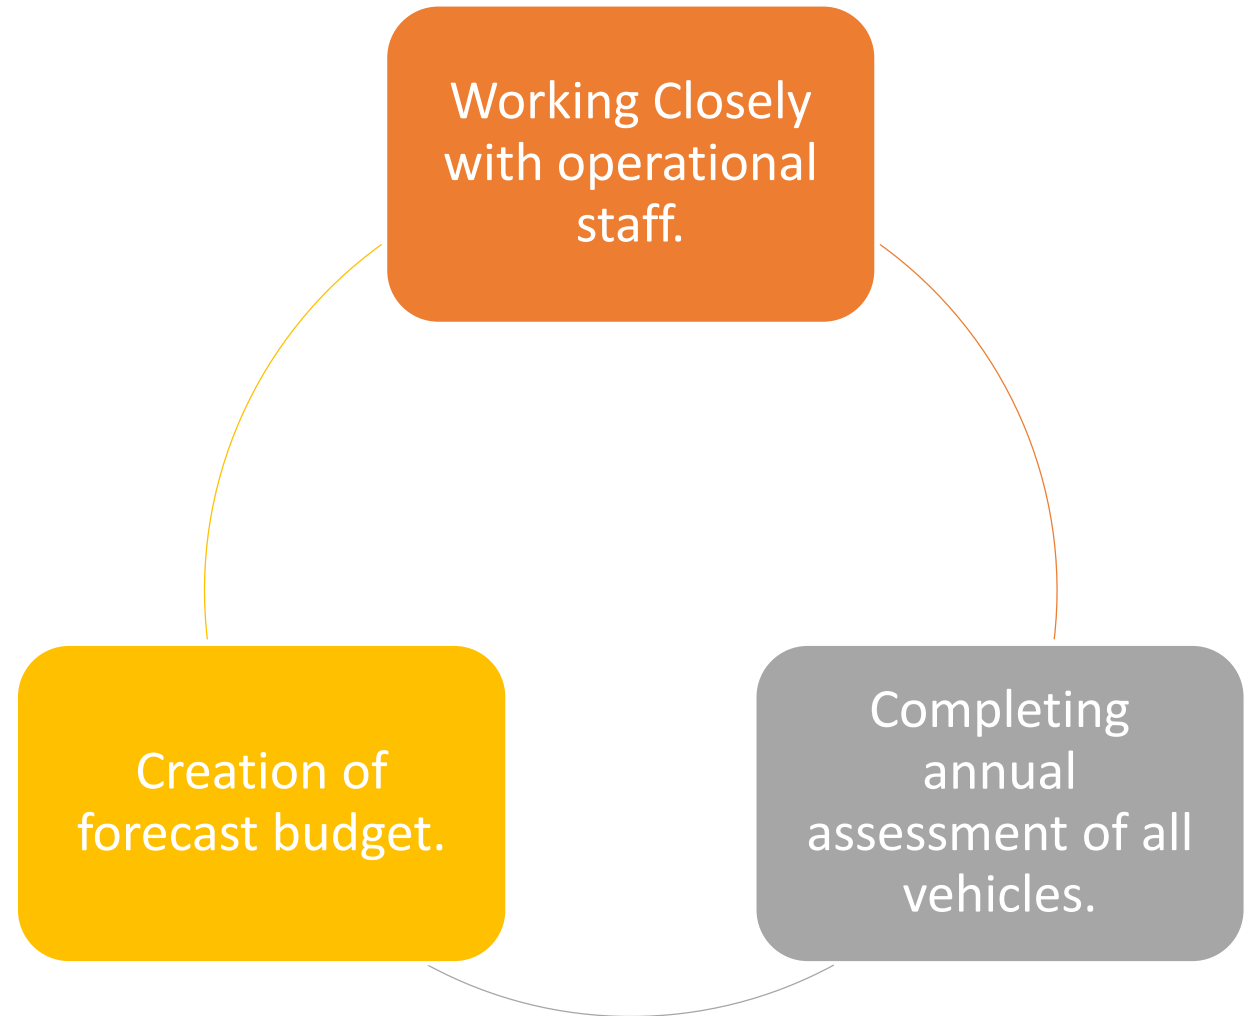 Working Closely
with operational
staff.
Completing
annual
assessment of all
vehicles.
Creation of
forecast budget.